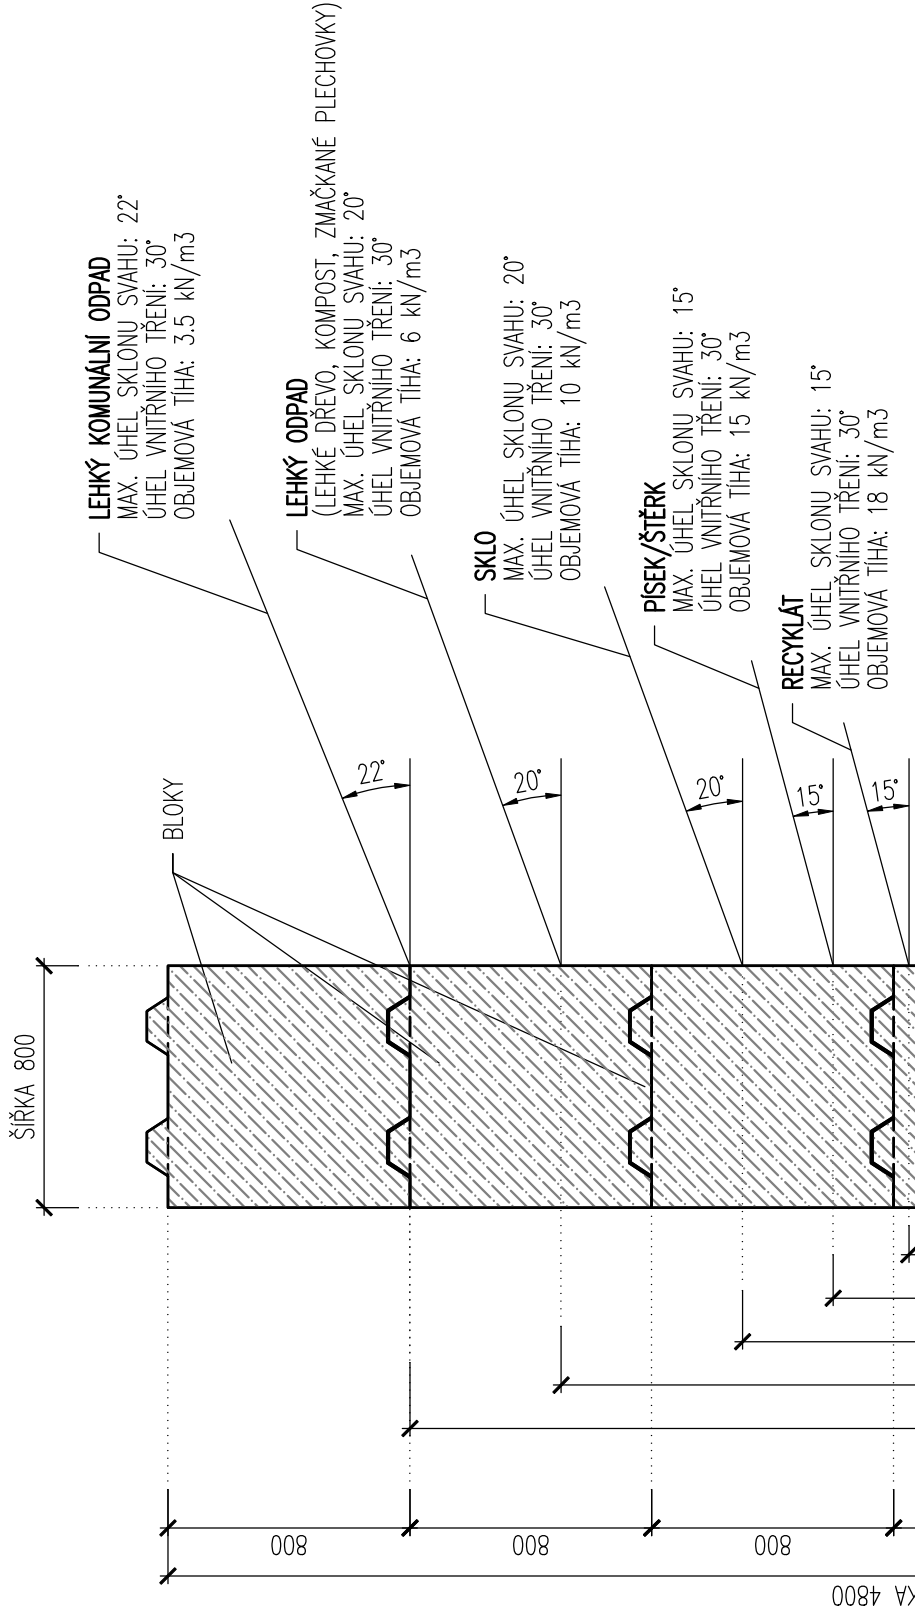 ŠÍŘKA 800
BLOKY
LEHKÝ KOMUNÁLNÍ ODPAD
MAX. ÚHEL SKLONU SVAHU: 22°
ÚHEL VNITŘNÍHO TŘENÍ: 30°
OBJEMOVÁ TÍHA: 3.5 kN/m3
LEHKÝ ODPAD
(LEHKÉ DŘEVO, KOMPOST, ZMAČKANÉ PLECHOVKY)
MAX. ÚHEL SKLONU SVAHU: 20°
ÚHEL VNITŘNÍHO TŘENÍ: 30°
OBJEMOVÁ TÍHA: 6 kN/m3
SKLO
MAX. ÚHEL SKLONU SVAHU: 20°
ÚHEL VNITŘNÍHO TŘENÍ: 30°
OBJEMOVÁ TÍHA: 10 kN/m3
PÍSEK/ŠTĚRK
MAX. ÚHEL SKLONU SVAHU: 15°
ÚHEL VNITŘNÍHO TŘENÍ: 30°
OBJEMOVÁ TÍHA: 15 kN/m3
RECYKLÁT
MAX. ÚHEL SKLONU SVAHU: 15°
ÚHEL VNITŘNÍHO TŘENÍ: 30°
OBJEMOVÁ TÍHA: 18 kN/m3
22°
20°
20°
15°
15°
800
800
800
KA 4800